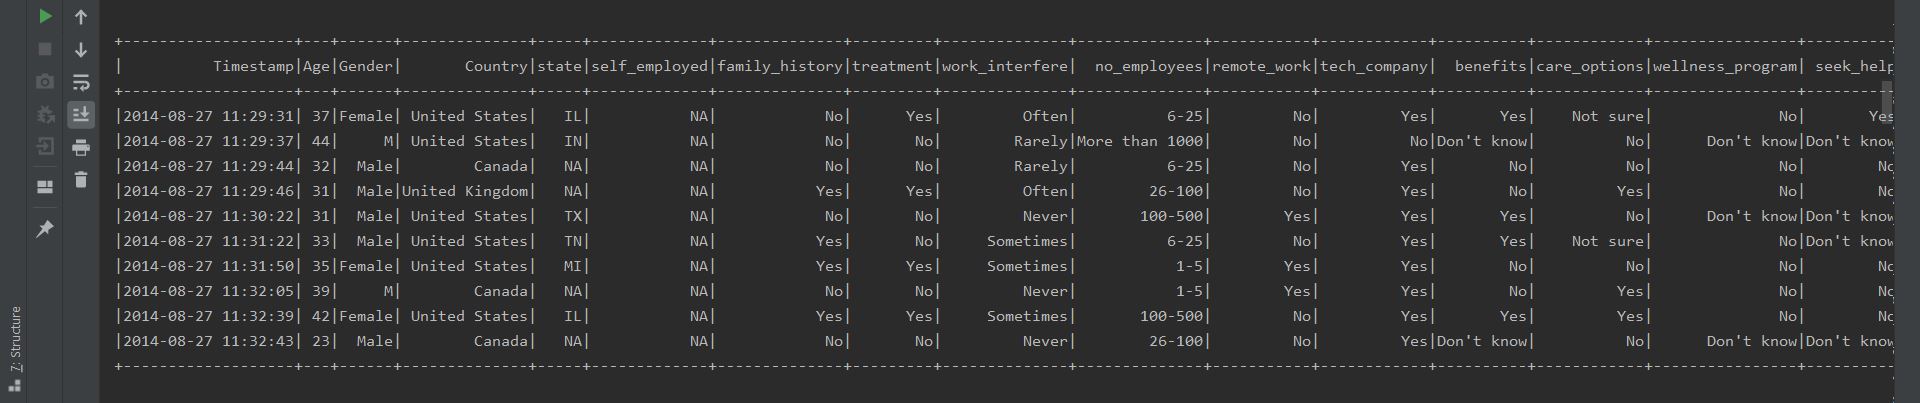 +-------------------+---+------+--------------+-----+-------------+--------------+---------+--------------+--------------+-----------+------------+----------+------------+----------------+----------
|          Timestamp|Age|Gender|       Country|state|self_employed|family_history|treatment|work_interfere|  no_employees|remote_work|tech_company|  benefits|care_options|wellness_program| seek_help
+-------------------+---+------+--------------+-----+-------------+--------------+---------+--------------+--------------+-----------+------------+----------+------------+----------------+----------
|2014-08-27 11:29:31| 37|Female| United States|   IL|           NA|            No|      Yes|         Often|          6-25|         No|         Yes|       Yes|    Not sure|              No|       Yes
|2014-08-27 11:29:37| 44|     M| United States|   IN|           NA|            No|       No|        Rarely|More than 1000|         No|          No|Don't know|          No|      Don't know|Don't know
|2014-08-27 11:29:44| 32|  Male|        Canada|   NA|           NA|            No|       No|        Rarely|          6-25|         No|         Yes|        No|          No|              No|        No
|2014-08-27 11:29:46| 31|  Male|United Kingdom|   NA|           NA|           Yes|      Yes|         Often|        26-100|         No|         Yes|        No|         Yes|              No|        No
|2014-08-27 11:30:22| 31|  Male| United States|   TX|           NA|            No|       No|         Never|       100-500|        Yes|         Yes|       Yes|          No|      Don't know|Don't know
|2014-08-27 11:31:22| 33|  Male| United States|   TN|           NA|           Yes|       No|     Sometimes|          6-25|         No|         Yes|       Yes|    Not sure|              No|Don't know
|2014-08-27 11:31:50| 35|Female| United States|   MI|           NA|           Yes|      Yes|     Sometimes|           1-5|        Yes|         Yes|        No|          No|              No|        No
|2014-08-27 11:32:05| 39|     M|        Canada|   NA|           NA|            No|       No|         Never|           1-5|        Yes|         Yes|        No|         Yes|              No|        No
|2014-08-27 11:32:39| 42|Female| United States|   IL|           NA|           Yes|      Yes|     Sometimes|       100-500|         No|         Yes|       Yes|         Yes|              No|        No
|2014-08-27 11:32:43| 23|  Male|        Canada|   NA|           NA|            No|       No|         Never|        26-100|         No|         Yes|Don't know|          No|      Don't know|Don't know
+-------------------+---+------+--------------+-----+-------------+--------------+---------+--------------+--------------+-----------+------------+----------+------------+----------------+----------
7: Structure